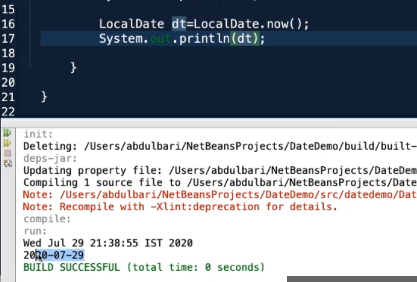 15
16 LocalDate dt=LocalDate.now();
17 System.out.println(dt);
18
19 }
20
21 }
22
init:
Deleting: /Users/abdulbari/NetBeansProjects/DateDemo/build/built-
deps-jar:
Updating property file: /Users/abdulbari/NetBeansProjects/DateDemo
Compiling 1 source file to /Users/abdulbari/NetBeansProjects/Date
Note: /Users/abdulbari/NetBeansProjects/DateDemo/src/datedemo/Dat
Note: Recompile with -Xlint:deprecation for details.
compile:
run:
Wed Jul 29 21:38:55 IST 2020
2020-07-29
BUILD SUCCESSFUL (total time: 0 seconds)